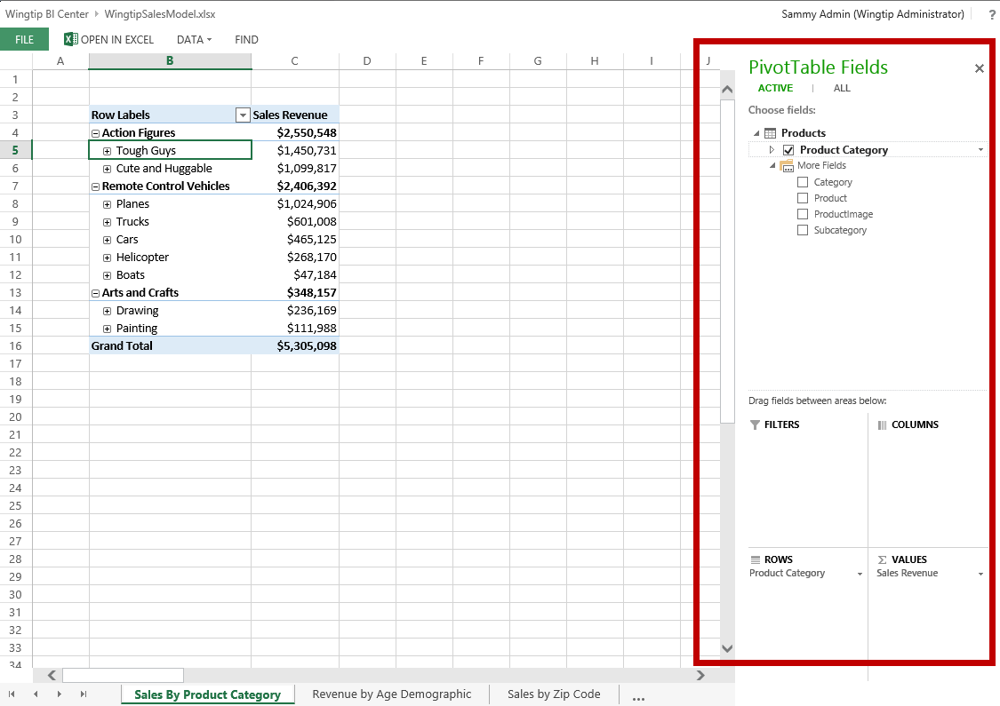 Wingtip BI Center WingtipSalesModel.xlsx
Sammy Admin (Wingtip Administrator) ?
FILE OPEN IN EXCEL DATA FIND
A B C D E F G H I J
1
2
3 Row Labels Sales Revenue
4 Action Figures $2,550,548
5 Tough Guys $1,450,731
6 Cute and Huggable $1,099,817
7 Remote Control Vehicles $2,406,392
8 Planes $1,024,906
9 Trucks $601,008
10 Cars $465,125
11 Helicopter $268,170
12 Boats $47,184
13 Arts and Crafts $348,157
14 Drawing $236,169
15 Painting $111,988
16 Grand Total $5,305,098
17
18
19
20
21
22
23
24
25
26
27
28
29
30
31
32
33
34
PivotTable Fields
ACTIVE | ALL
Choose fields:
Products
Product Category
More Fields
Category
Product
ProductImage
Subcategory
Drag fields between areas below:
FILTERS COLUMNS
ROWS Σ VALUES
Product Category Sales Revenue
Sales By Product Category Revenue by Age Demographic Sales by Zip Code ...